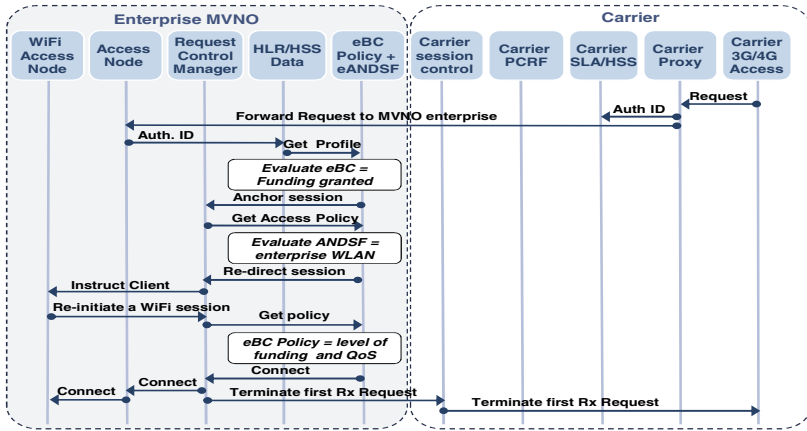 Enterprise MVNO
Carrier
WiFi
Access
Node
Access
Node
Request
Control
Manager
HLR/HSS
Data
eBC
Policy +
eANDSF
Carrier
session
control
Carrier
PCRF
Carrier
SLA/HSS
Carrier
Proxy
Carrier
3G/4G
Access
Request
Auth ID
Forward Request to MVNO enterprise
Auth. ID
Get Profile
Evaluate eBC =
Funding granted
Anchor session
Get Access Policy
Evaluate ANDSF =
enterprise WLAN
Re-direct session
Instruct Client
Re-initiate a WiFi session
Get policy
eBC Policy = level of
funding and QoS
Connect
Connect
Connect
Terminate first Rx Request
Terminate first Rx Request